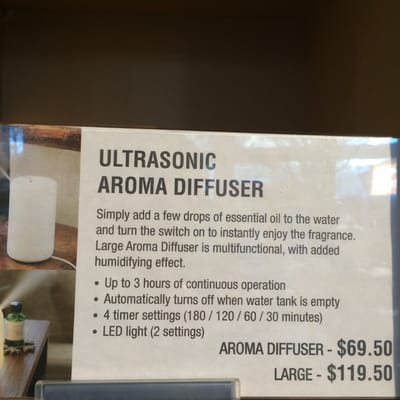 ULTRASONIC
AROMA DIFFUSER
Simply add a few drops of essential oil to the water
and turn the switch on to instantly enjoy the fragrance.
Large Aroma Diffuser is multifunctional, with added
humidifying effect.
• Up to 3 hours of continuous operation
• Automatically turns off when water tank is empty
• 4 timer settings (180 / 120 / 60 / 30 minutes)
• LED light (2 settings)
AROMA DIFFUSER - $69.50
LARGE - $119.50